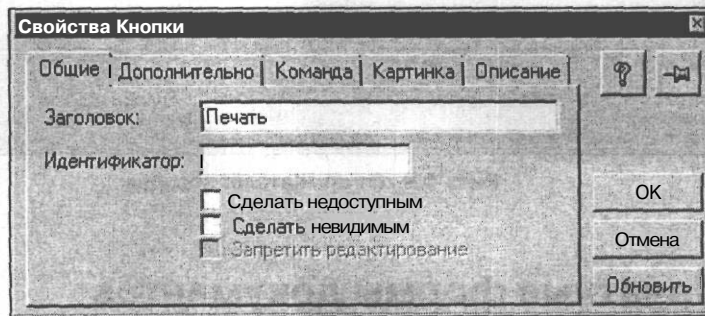 Свойства Кнопки
Общие Дополнительно Команда Картинка Описание
Заголовок: Печать
Идентификатор:
Сделать недоступным
Сделать невидимым
Запретить редактирование
OK
Отмена
Обновить